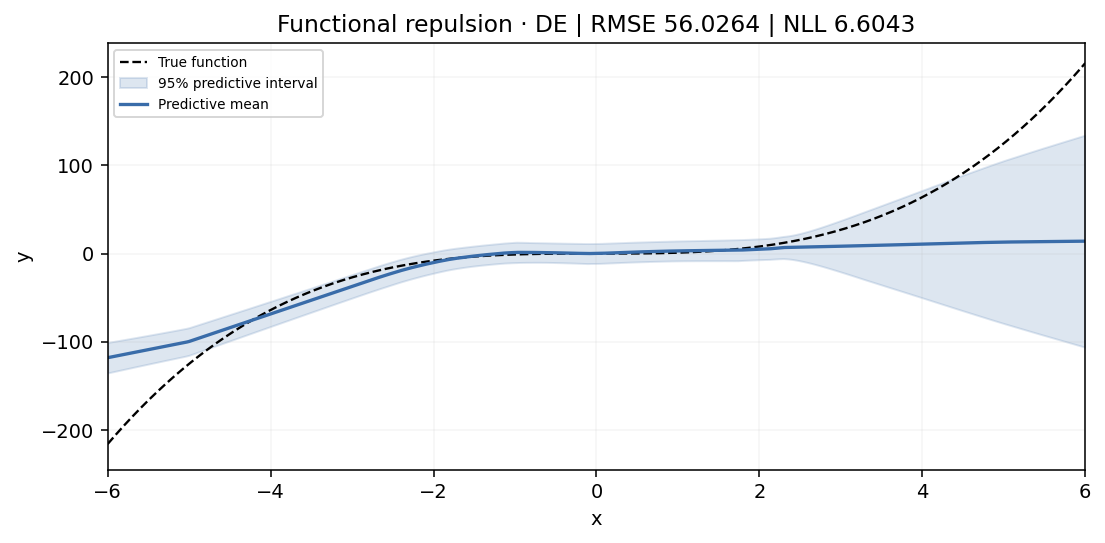 Functional repulsion · DE | RMSE 56.0264 | NLL 6.6043
True function
95% predictive interval
Predictive mean
y
200
100
0
−100
−200
−6 −4 −2 0 2 4 6
x